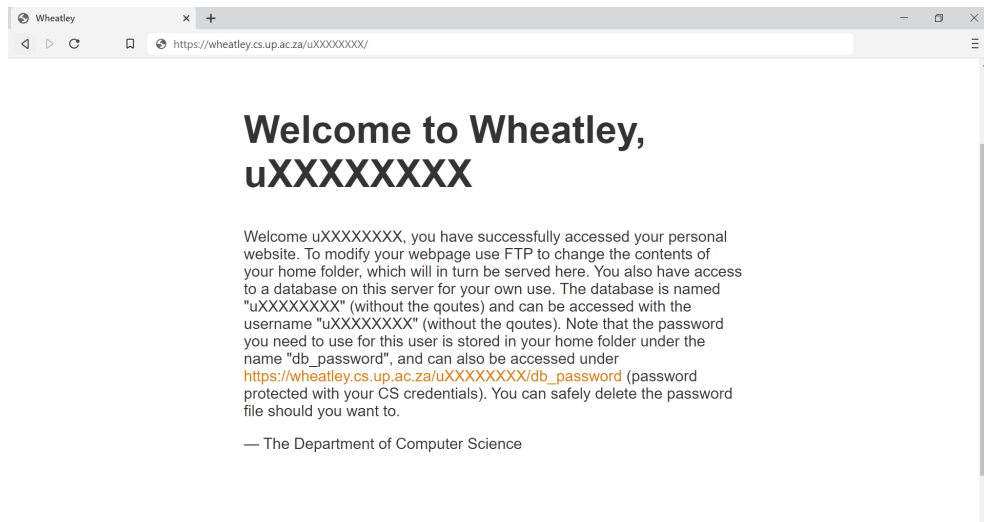 Wheatley
https://wheatley.cs.up.ac.za/uXXXXXXXX/
Welcome to Wheatley,
uXXXXXXXX
Welcome uXXXXXXXX, you have successfully accessed your personal
website. To modify your webpage use FTP to change the contents of
your home folder, which will in turn be served here. You also have access
to a database on this server for your own use. The database is named
"uXXXXXXXX" (without the qoutes) and can be accessed with the
username "uXXXXXXXX" (without the qoutes). Note that the password
you need to use for this user is stored in your home folder under the
name "db_password", and can also be accessed under
https://wheatley.cs.up.ac.za/uXXXXXXXX/db_password (password
protected with your CS credentials). You can safely delete the password
file should you want to.
— The Department of Computer Science